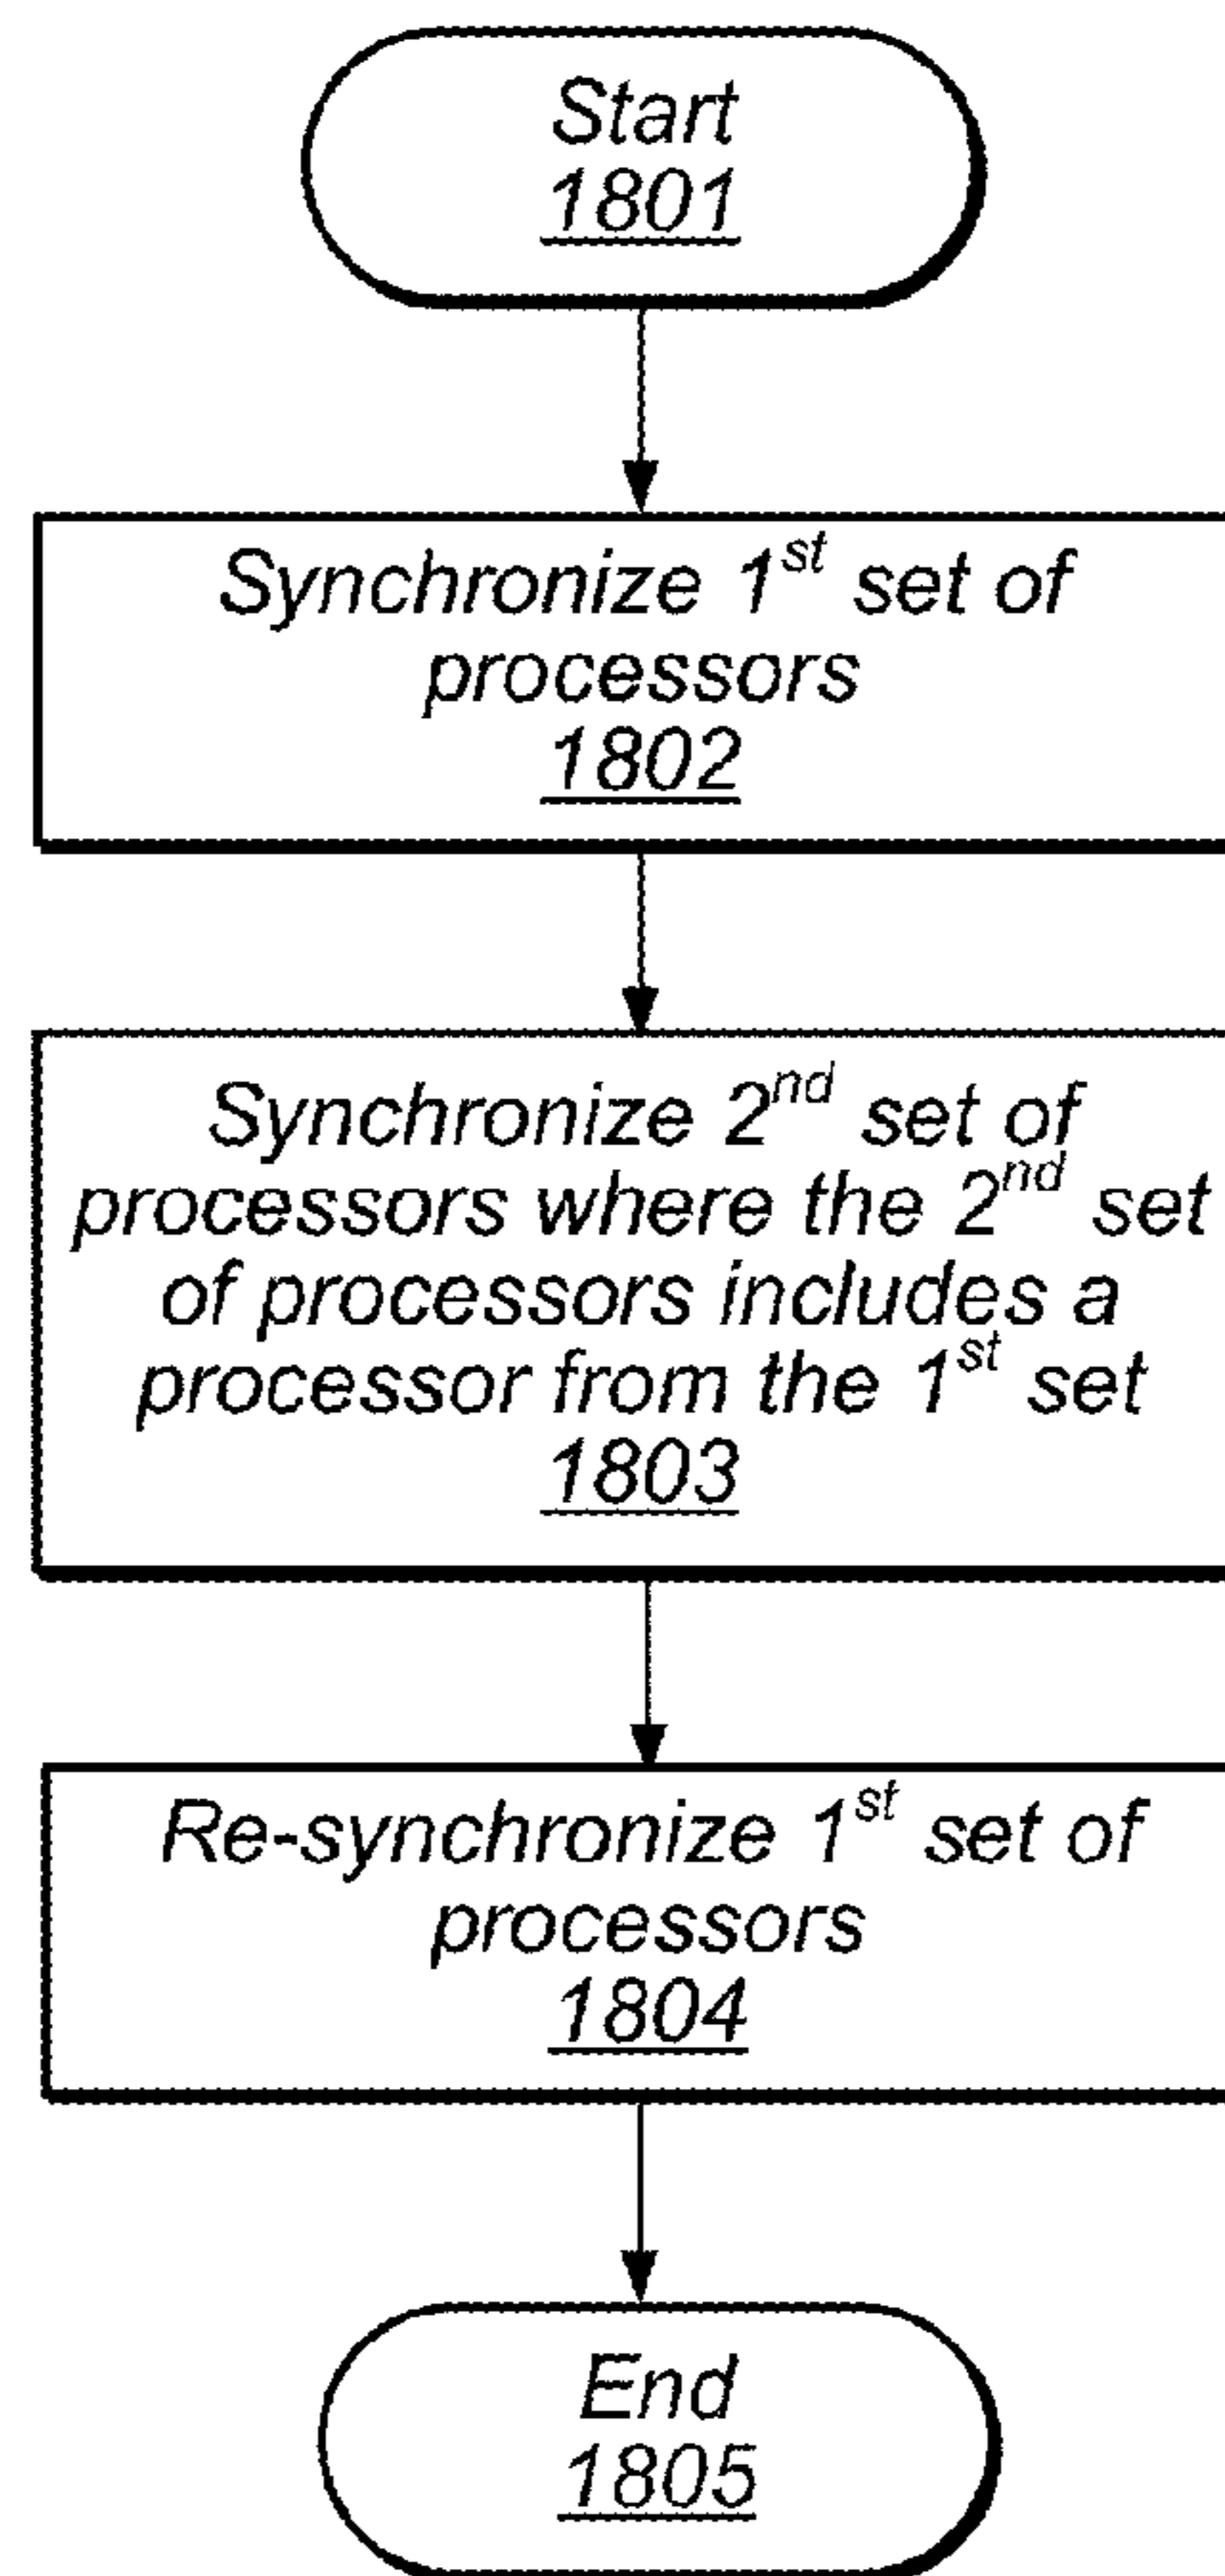 Start
1801
Synchronize 1st set of
processors
1802
Synchronize 2nd set of
processors where the 2nd set
of processors includes a
processor from the 1st set
1803
Re-synchronize 1st set of
processors
1804
End
1805